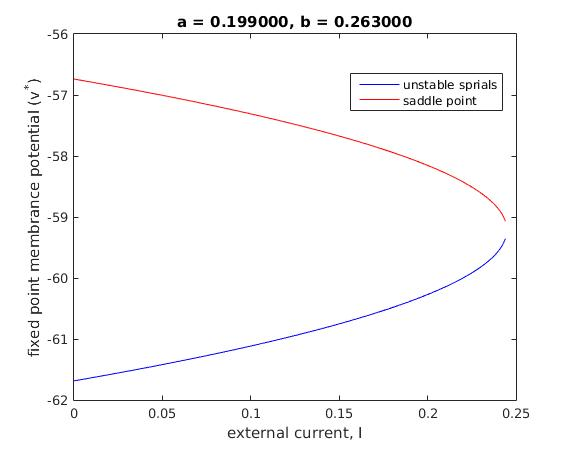 a = 0.199000, b = 0.263000
-56
-57
-58
-59
-60
-61
-62
fixed point membrance potential (v*)
unstable sprials
saddle point
0
0.05
0.1
0.15
0.2
0.25
external current, I